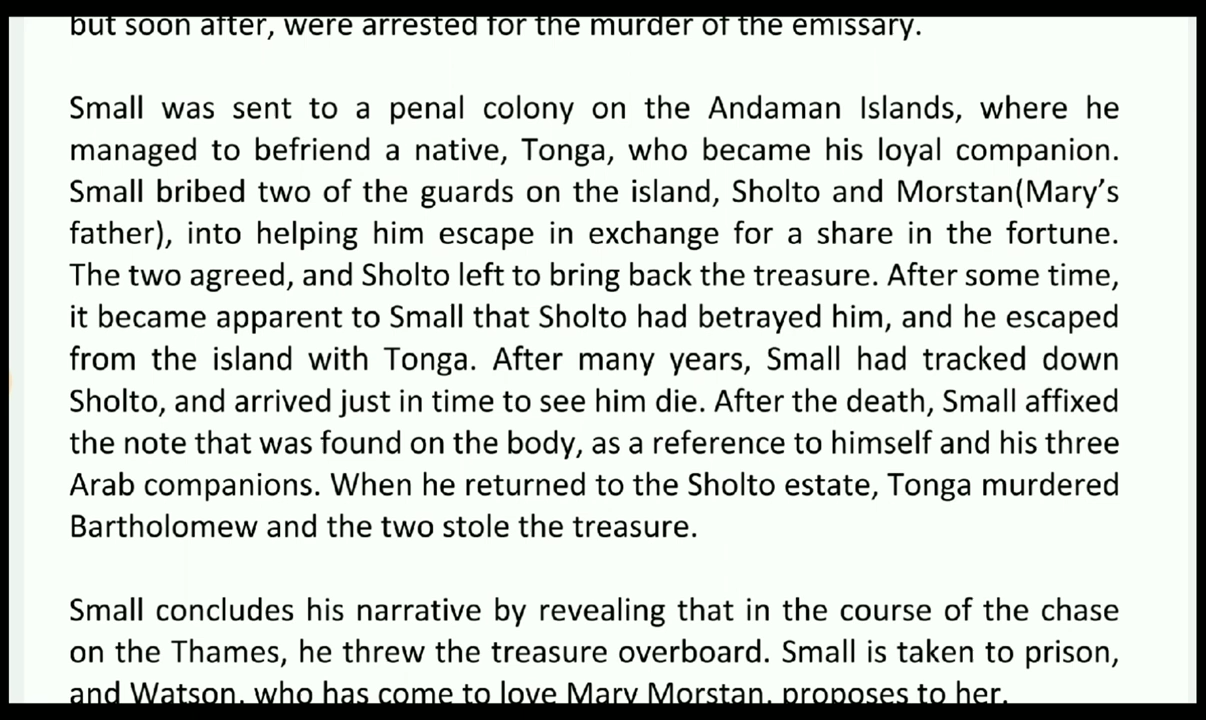 but soon after, were arrested for the murder of the emissary.
Small was sent to a penal colony on the Andaman Islands, where he
managed to befriend a native, Tonga, who became his loyal companion.
Small bribed two of the guards on the island, Sholto and Morstan(Mary’s
father), into helping him escape in exchange for a share in the fortune.
The two agreed, and Sholto left to bring back the treasure. After some time,
it became apparent to Small that Sholto had betrayed him, and he escaped
from the island with Tonga. After many years, Small had tracked down
Sholto, and arrived just in time to see him die. After the death, Small affixed
the note that was found on the body, as a reference to himself and his three
Arab companions. When he returned to the Sholto estate, Tonga murdered
Bartholomew and the two stole the treasure.
Small concludes his narrative by revealing that in the course of the chase
on the Thames, he threw the treasure overboard. Small is taken to prison,
and Watson, who has come to love Mary Morstan, proposes to her.